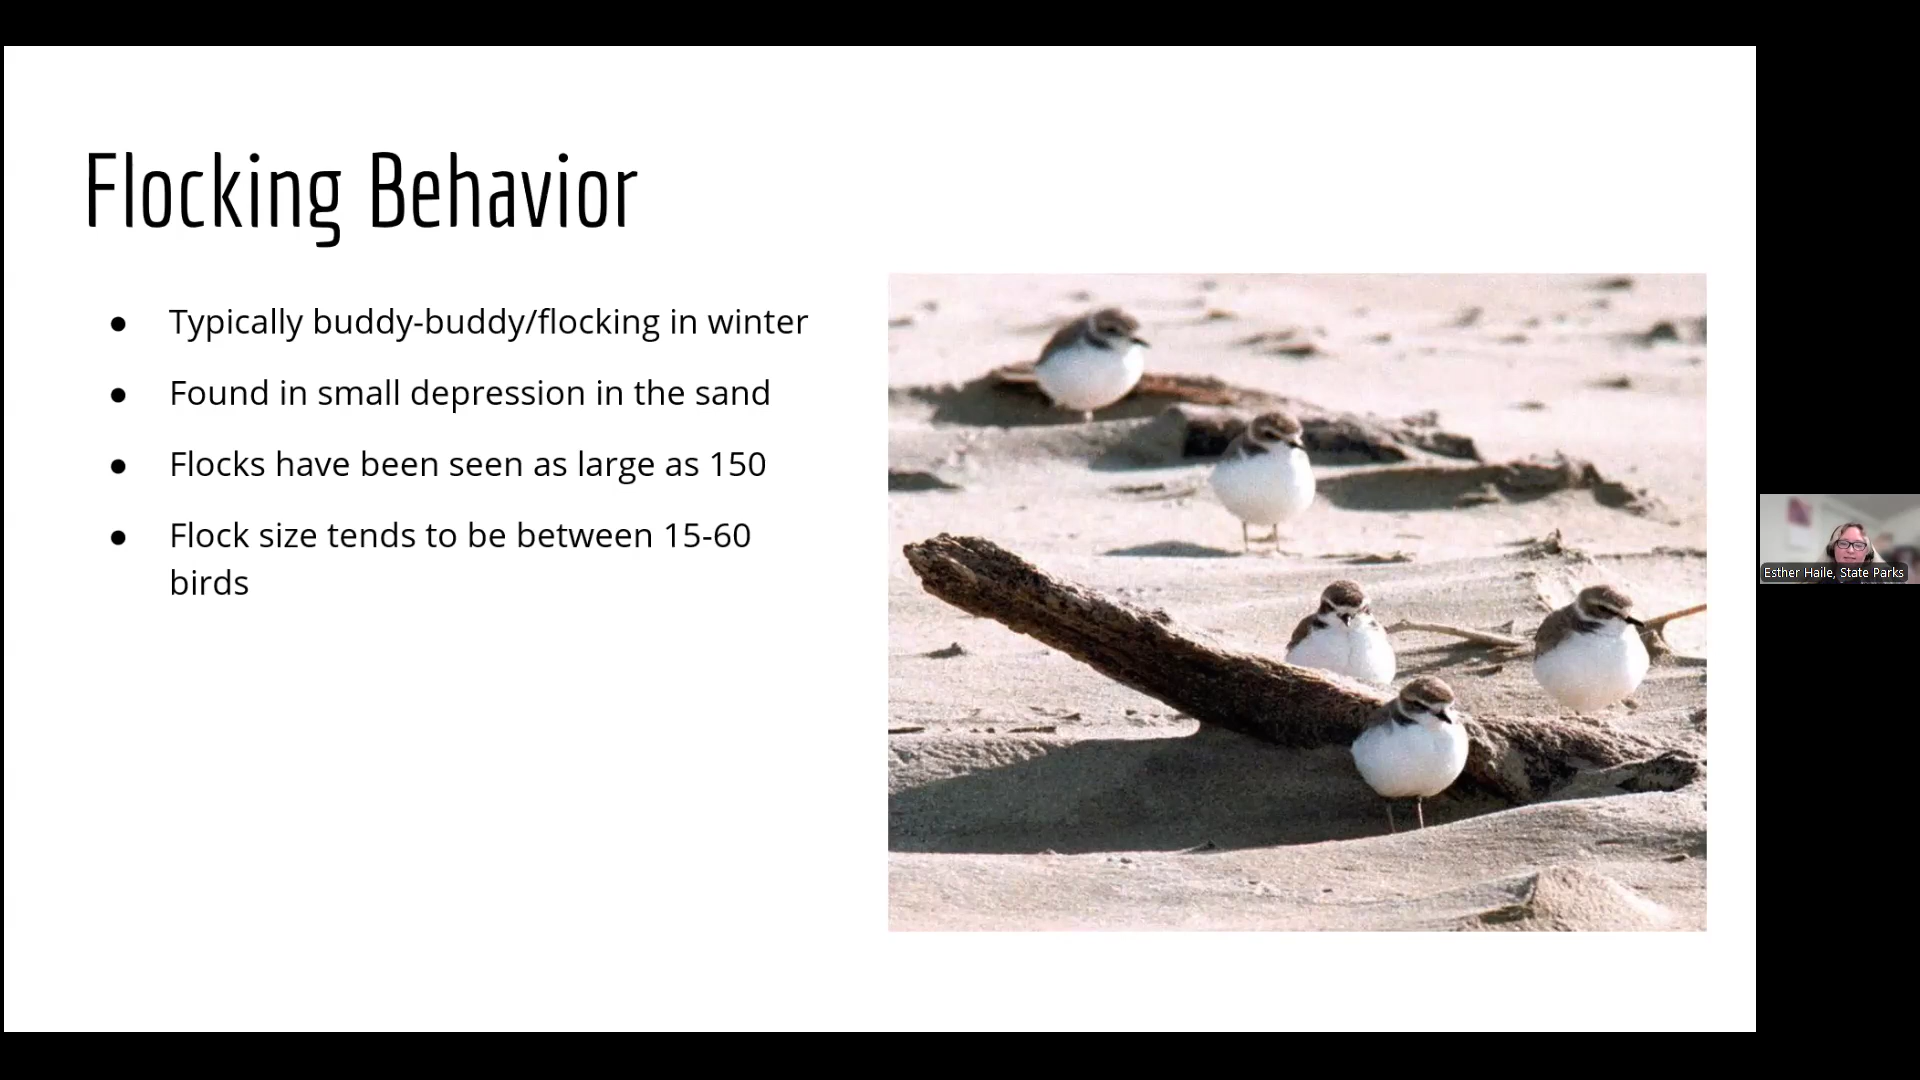 Flocking Behavior
● Typically buddy-buddy/flocking in winter
● Found in small depression in the sand
● Flocks have been seen as large as 150
● Flock size tends to be between 15-60
birds
Esther Haile, State Parks